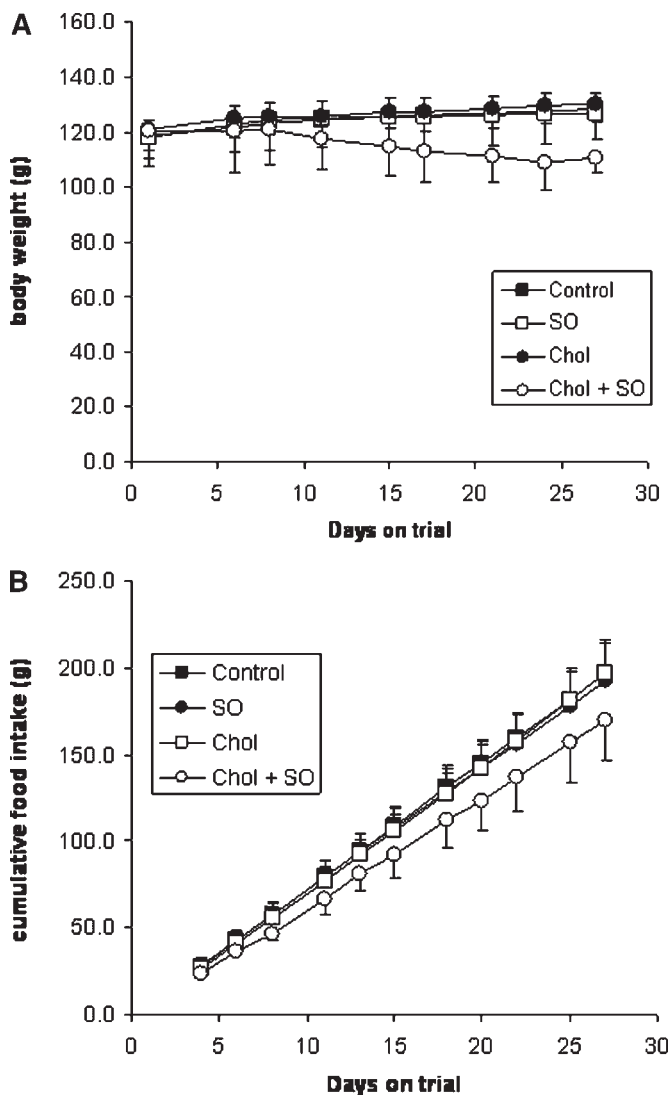 A
160.0
140.0
120.0
100.0
80.0
60.0
40.0
20.0
0.0
body weight (g)
Control
SO
Chol
Chol + SO
0 5 10 15 20 25 30
Days on trial
B
250.0
200.0
150.0
100.0
50.0
0.0
cumulative food intake (g)
Control
SO
Chol
Chol + SO
0 5 10 15 20 25 30
Days on trial